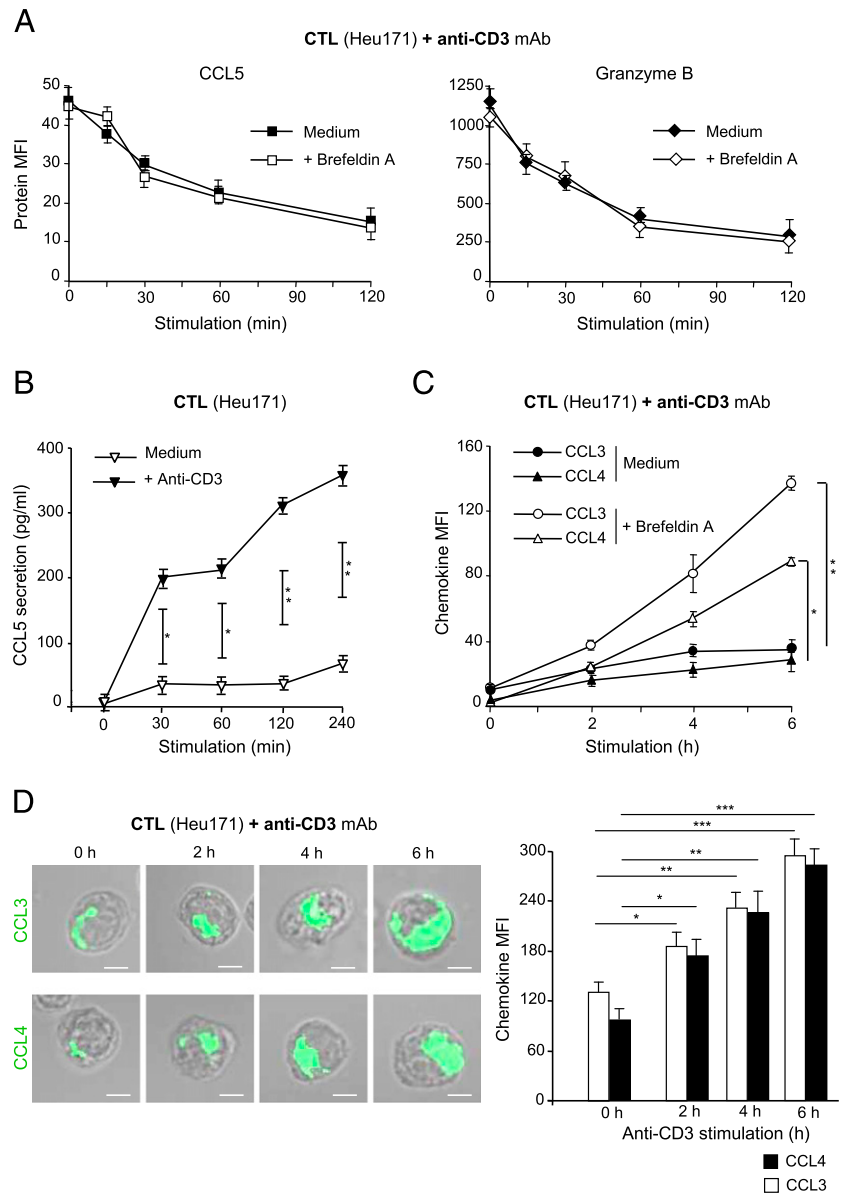 A
CTL (Heu171) + anti-CD3 mAb
CCL5
Protein MFI
50
40
30
20
10
0
0 30 60 90 120
Stimulation (min)
Medium
+ Brefeldin A
Granzyme B
1250
1000
750
500
250
0
0 30 60 90 120
Stimulation (min)
Medium
+ Brefeldin A
B
CTL (Heu171)
CCL5 secretion (pg/ml)
400
300
200
100
0
0 30 60 120 240
Stimulation (min)
Medium
+ Anti-CD3
*
*
**
**
C
CTL (Heu171) + anti-CD3 mAb
Chemokine MFI
160
120
80
40
0
0 2 4 6
Stimulation (h)
CCL3
CCL4
Medium
CCL3
CCL4
+ Brefeldin A
*
**
D
CTL (Heu171) + anti-CD3 mAb
0 h 2 h 4 h 6 h
CCL3
CCL4
Chemokine MFI
300
240
180
120
60
0
***
***
**
**
*
*
0 h 2 h 4 h 6 h
Anti-CD3 stimulation (h)
CCL4
CCL3